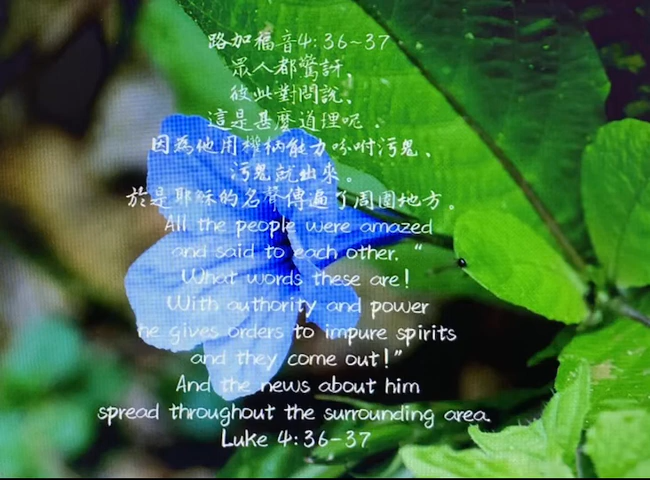 路加福音4:36~37
眾人都驚訝、
彼此對問說、
這是甚麼道理呢．
因為他用權柄能力吩咐污鬼、
污鬼就出來。
於是耶穌的名聲傳遍了周圍地方。
All the people were amazed
and said to each other. "
What words these are!
With authority and power
he gives orders to impure spirits
and they come out!"
And the news about him
spread throughout the surrounding area.
Luke 4:36-37